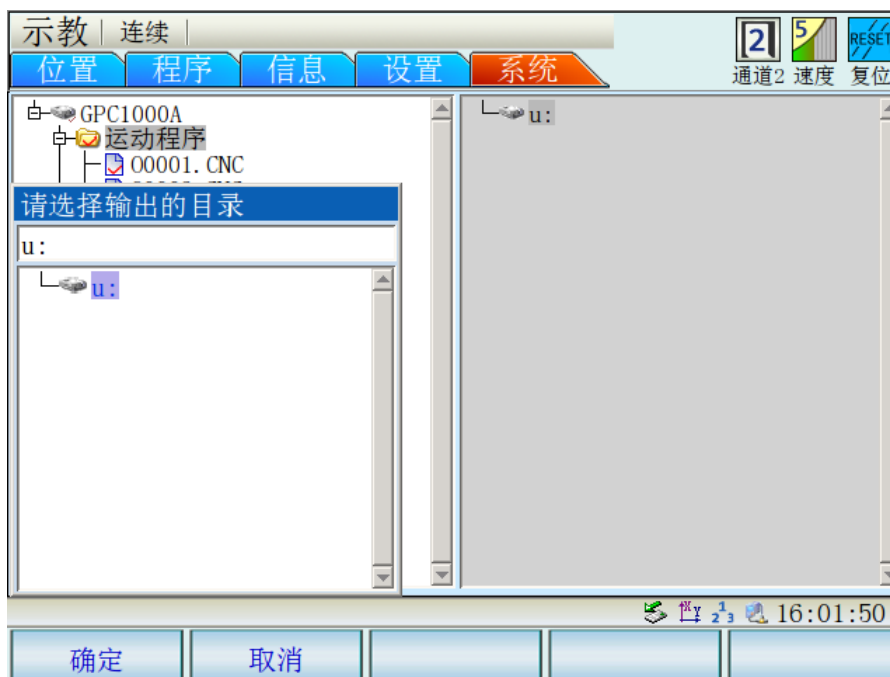 示教 连续
位置 程序 信息 设置 系统
2 5 RESET
通道2 速度 复位
GPC1000A
运动程序
O0001.CNC
请选择输出的目录
u:
u:
u:
16:01:50
确定 取消